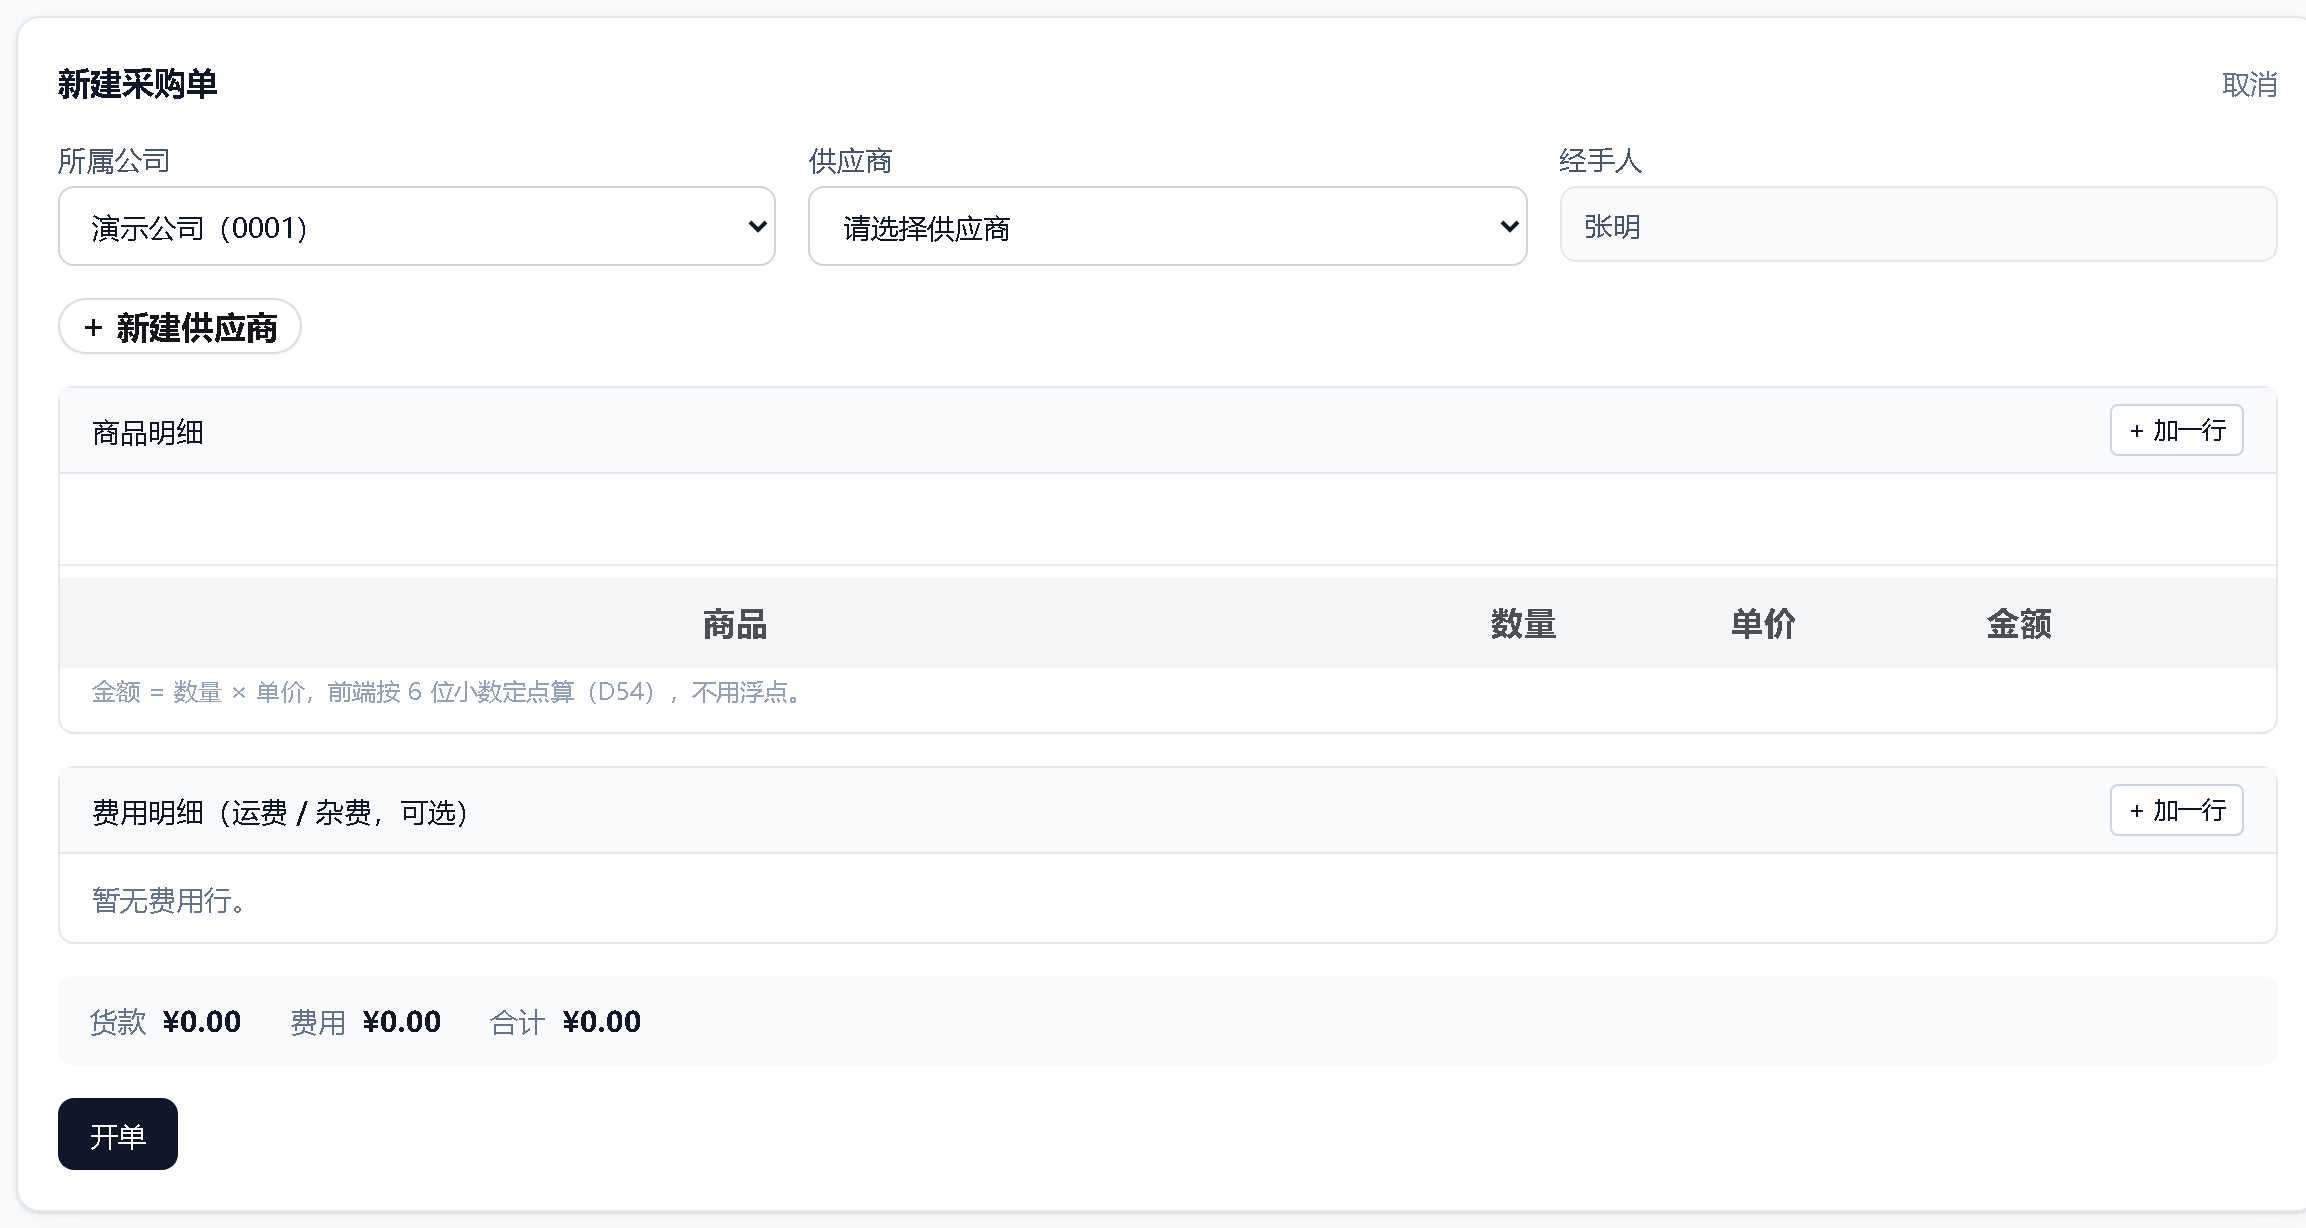 新建采购单 取消
所属公司 供应商 经手人
演示公司（0001） 请选择供应商 张明
+ 新建供应商
商品明细 + 加一行
商品 数量 单价 金额
金额 = 数量 × 单价，前端按 6 位小数定点算（D54），不用浮点。
费用明细（运费 / 杂费，可选） + 加一行
暂无费用行。
货款 ¥0.00 费用 ¥0.00 合计 ¥0.00
开单